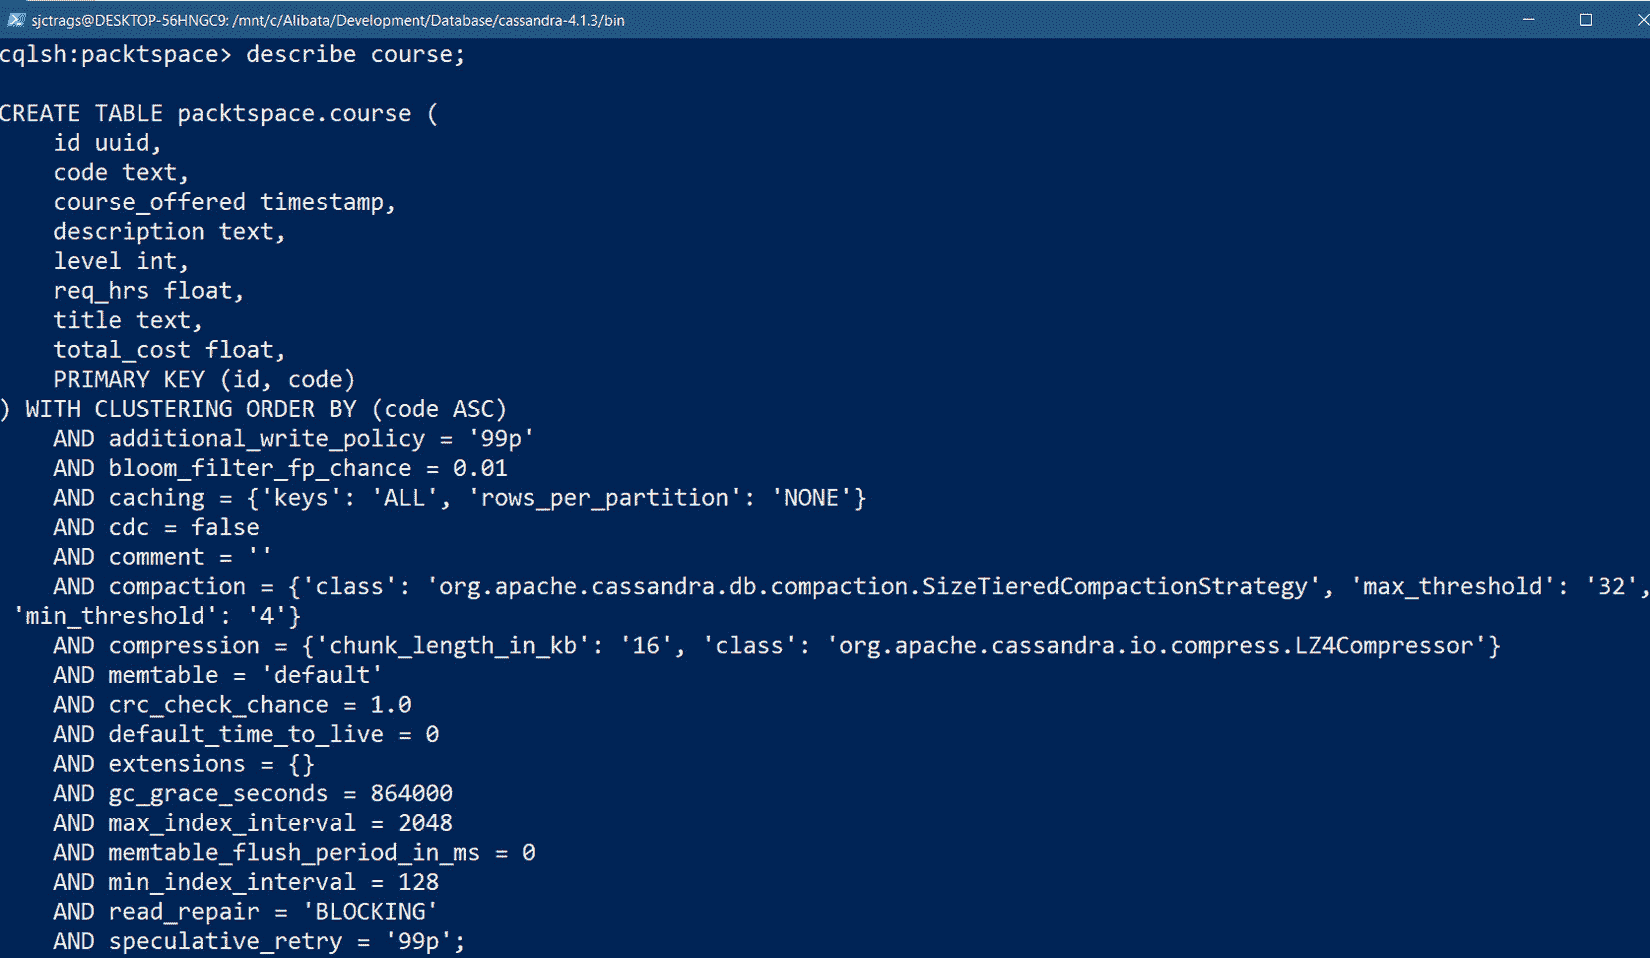 sjctrags@DESKTOP-56HNGC9: /mnt/c/Alibata/Development/Database/cassandra-4.1.3/bin
cqlsh:packtspace> describe course;
CREATE TABLE packtspace.course (
    id uuid,
    code text,
    course_offered timestamp,
    description text,
    level int,
    req_hrs float,
    title text,
    total_cost float,
    PRIMARY KEY (id, code)
) WITH CLUSTERING ORDER BY (code ASC)
    AND additional_write_policy = '99p'
    AND bloom_filter_fp_chance = 0.01
    AND caching = {'keys': 'ALL', 'rows_per_partition': 'NONE'}
    AND cdc = false
    AND comment = ''
    AND compaction = {'class': 'org.apache.cassandra.db.compaction.SizeTieredCompactionStrategy', 'max_threshold': '32',
 'min_threshold': '4'}
    AND compression = {'chunk_length_in_kb': '16', 'class': 'org.apache.cassandra.io.compress.LZ4Compressor'}
    AND memtable = 'default'
    AND crc_check_chance = 1.0
    AND default_time_to_live = 0
    AND extensions = {}
    AND gc_grace_seconds = 864000
    AND max_index_interval = 2048
    AND memtable_flush_period_in_ms = 0
    AND min_index_interval = 128
    AND read_repair = 'BLOCKING'
    AND speculative_retry = '99p';